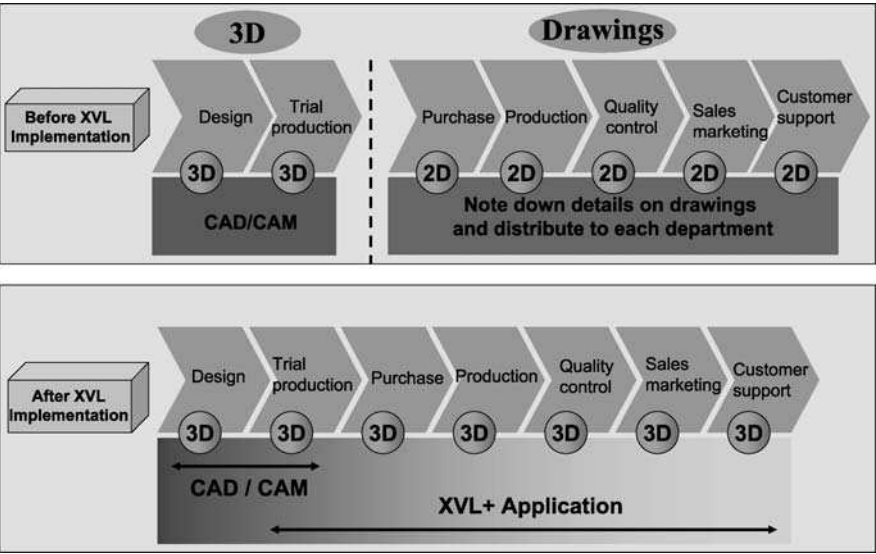 3D
Drawings
Before XVL
Implementation
Design
Trial
production
Purchase
Production
Quality
control
Sales
marketing
Customer
support
3D
3D
2D
2D
2D
2D
2D
CAD/CAM
Note down details on drawings
and distribute to each department
After XVL
Implementation
Design
Trial
production
Purchase
Production
Quality
control
Sales
marketing
Customer
support
3D
3D
3D
3D
3D
3D
3D
CAD / CAM
XVL+ Application